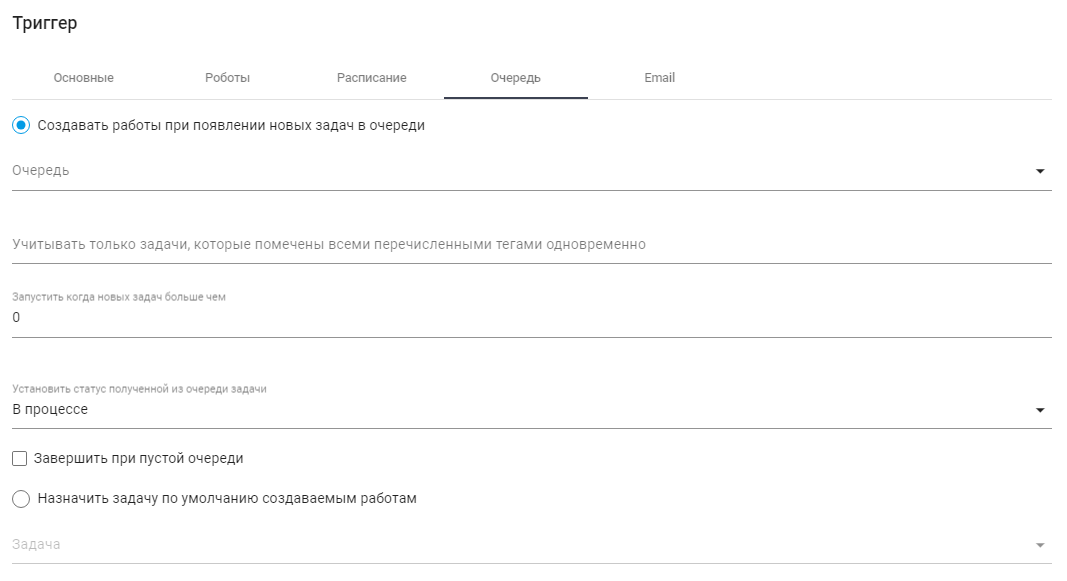 Триггер
Основные Роботы Расписание Очередь Email
Создавать работы при появлении новых задач в очереди
Очередь
Учитывать только задачи, которые помечены всеми перечисленными тегами одновременно
Запустить когда новых задач больше чем
0
Установить статус полученной из очереди задачи
В процессе
Завершить при пустой очереди
Назначить задачу по умолчанию создаваемым работам
Задача